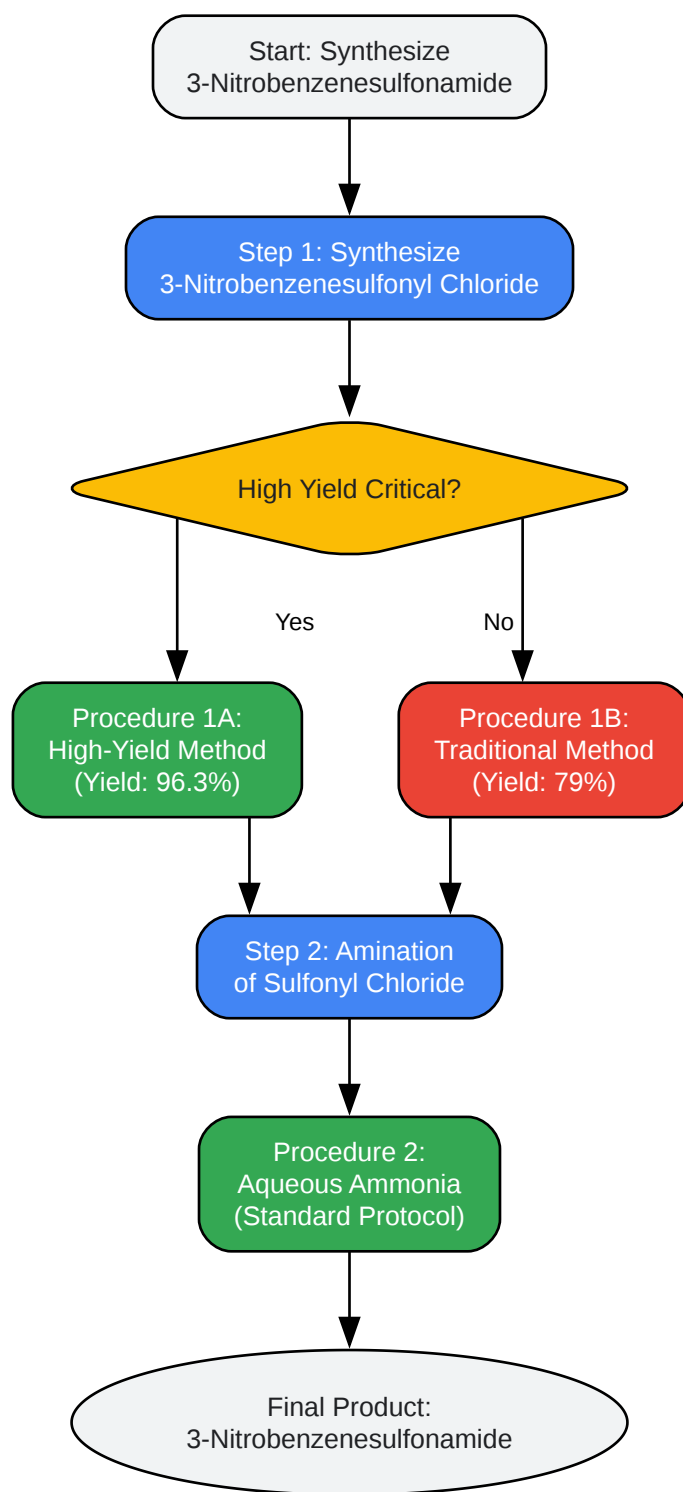 Start: Synthesize
3-Nitrobenzenesulfonamide
Step 1: Synthesize
3-Nitrobenzenesulfonyl Chloride
High Yield Critical?
Yes
No
Procedure 1A:
High-Yield Method
(Yield: 96.3%)
Procedure 1B:
Traditional Method
(Yield: 79%)
Step 2: Amination
of Sulfonyl Chloride
Procedure 2:
Aqueous Ammonia
(Standard Protocol)
Final Product:
3-Nitrobenzenesulfonamide